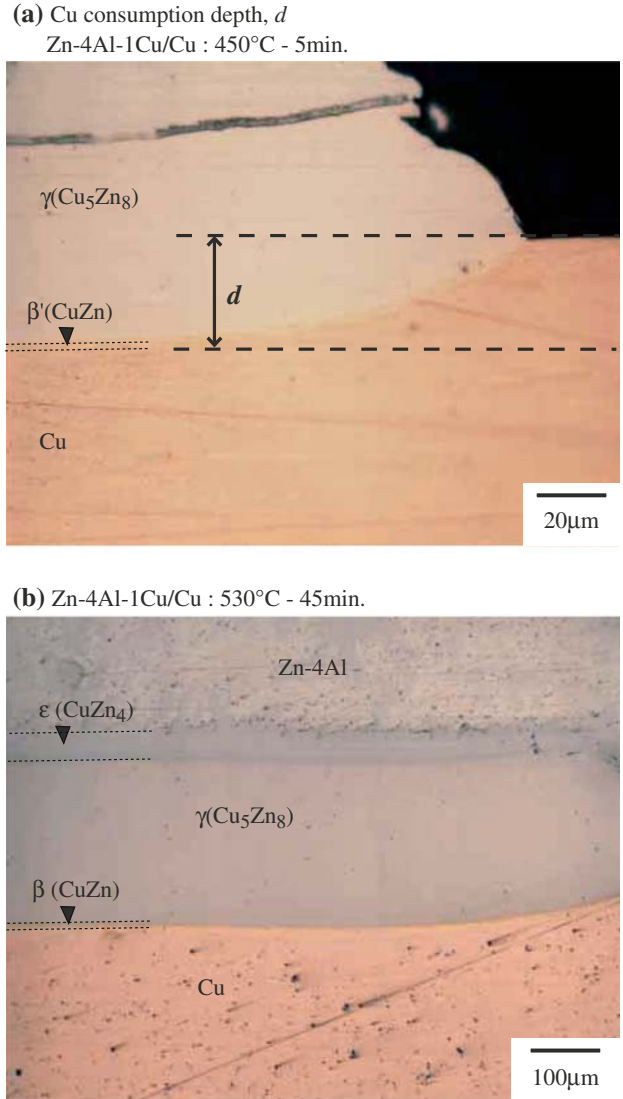 (a) Cu consumption depth, d
Zn-4Al-1Cu/Cu : 450°C - 5min.
γ(Cu5Zn8)
d
β'(CuZn)
Cu
20μm
(b) Zn-4Al-1Cu/Cu : 530°C - 45min.
Zn-4Al
ε (CuZn4)
γ(Cu5Zn8)
β (CuZn)
Cu
100μm